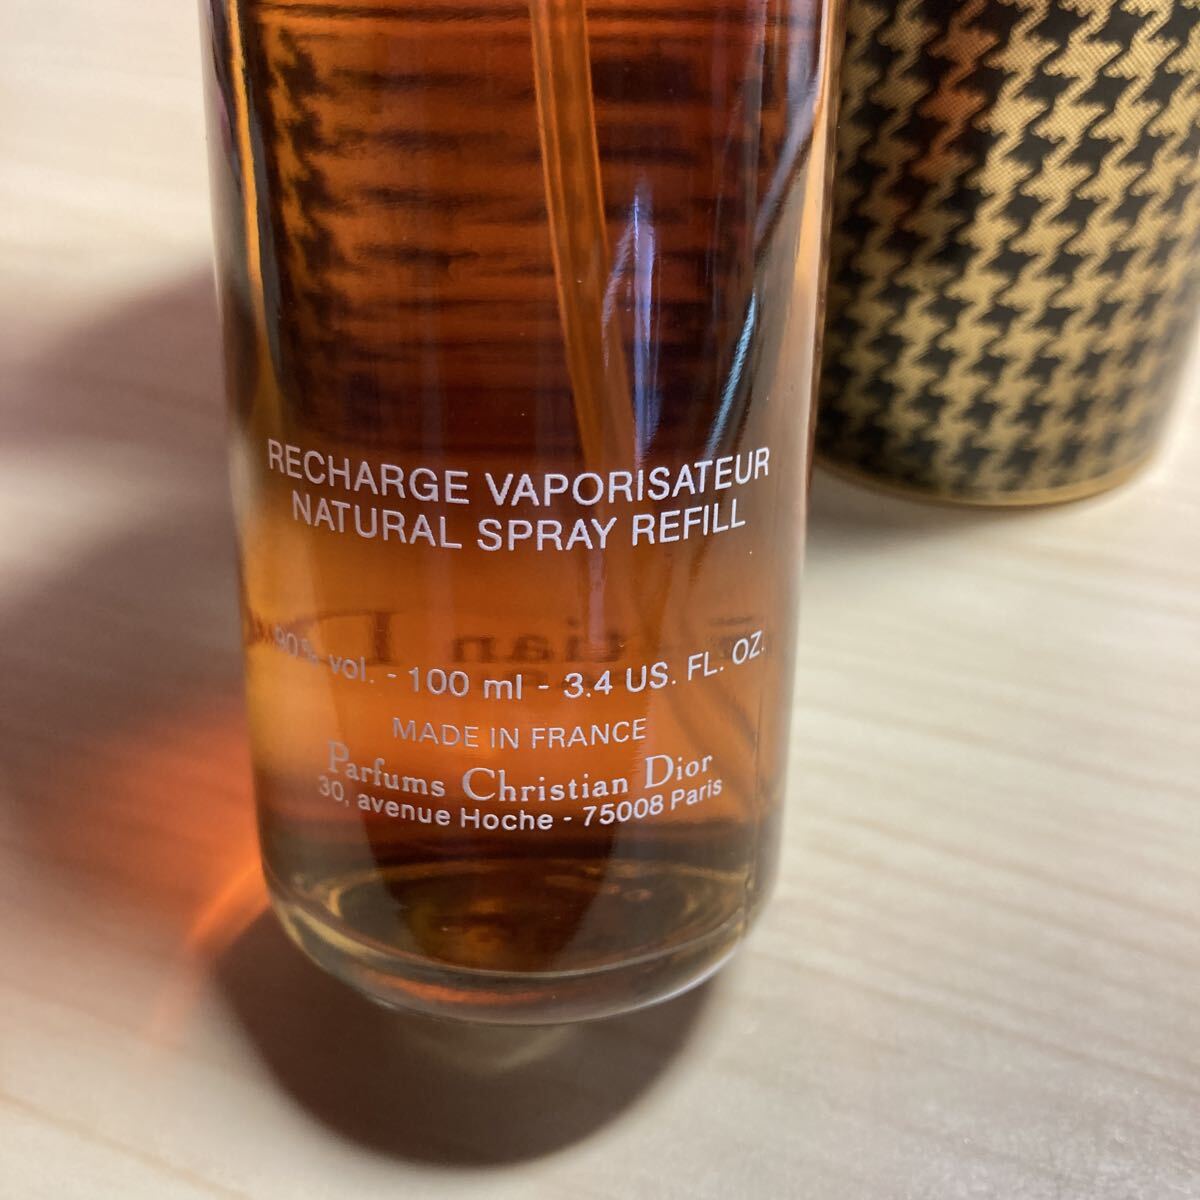 RECHARGE VAPORISATEUR
NATURAL SPRAY REFILL
90% vol. - 100 ml - 3.4 US. FL. OZ.
MADE IN FRANCE
Parfums Christian Dior
30, avenue Hoche - 75008 Paris